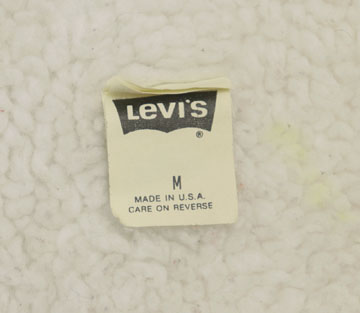 Levi's
®
M
MADE IN U.S.A.
CARE ON REVERSE